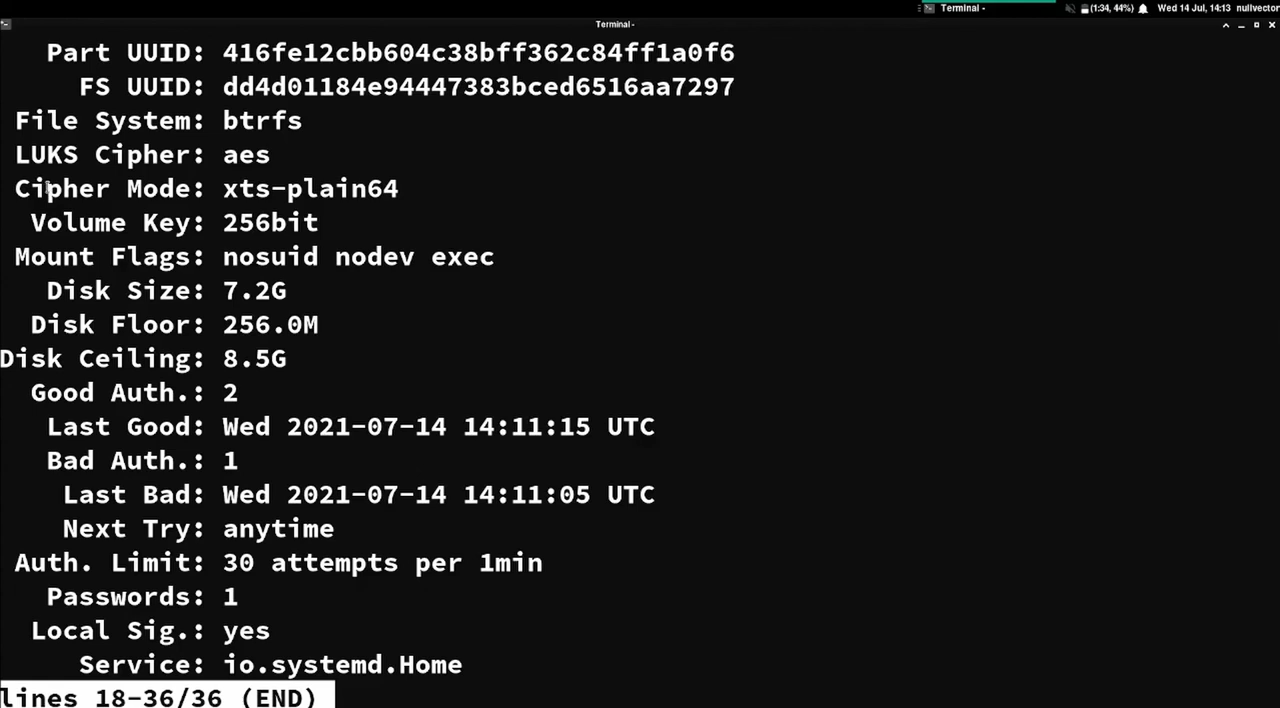 Terminal - (1:34, 44%) Wed 14 Jul, 14:13 nullvector
Terminal -
Part UUID: 416fe12cbb604c38bff362c84ff1a0f6
FS UUID: dd4d01184e94447383bced6516aa7297
File System: btrfs
LUKS Cipher: aes
Cipher Mode: xts-plain64
Volume Key: 256bit
Mount Flags: nosuid nodev exec
Disk Size: 7.2G
Disk Floor: 256.0M
Disk Ceiling: 8.5G
Good Auth.: 2
Last Good: Wed 2021-07-14 14:11:15 UTC
Bad Auth.: 1
Last Bad: Wed 2021-07-14 14:11:05 UTC
Next Try: anytime
Auth. Limit: 30 attempts per 1min
Passwords: 1
Local Sig.: yes
Service: io.systemd.Home
lines 18-36/36 (END)